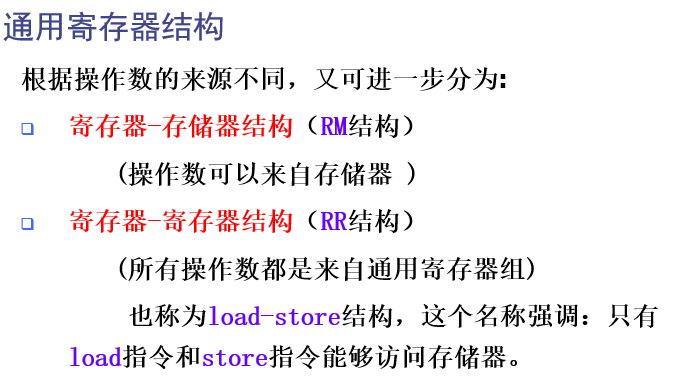 通用寄存器结构
根据操作数的来源不同，又可进一步分为:
寄存器-存储器结构（RM结构）
(操作数可以来自存储器 )
寄存器-寄存器结构（RR结构）
(所有操作数都是来自通用寄存器组)
也称为load-store结构，这个名称强调：只有
load指令和store指令能够访问存储器。